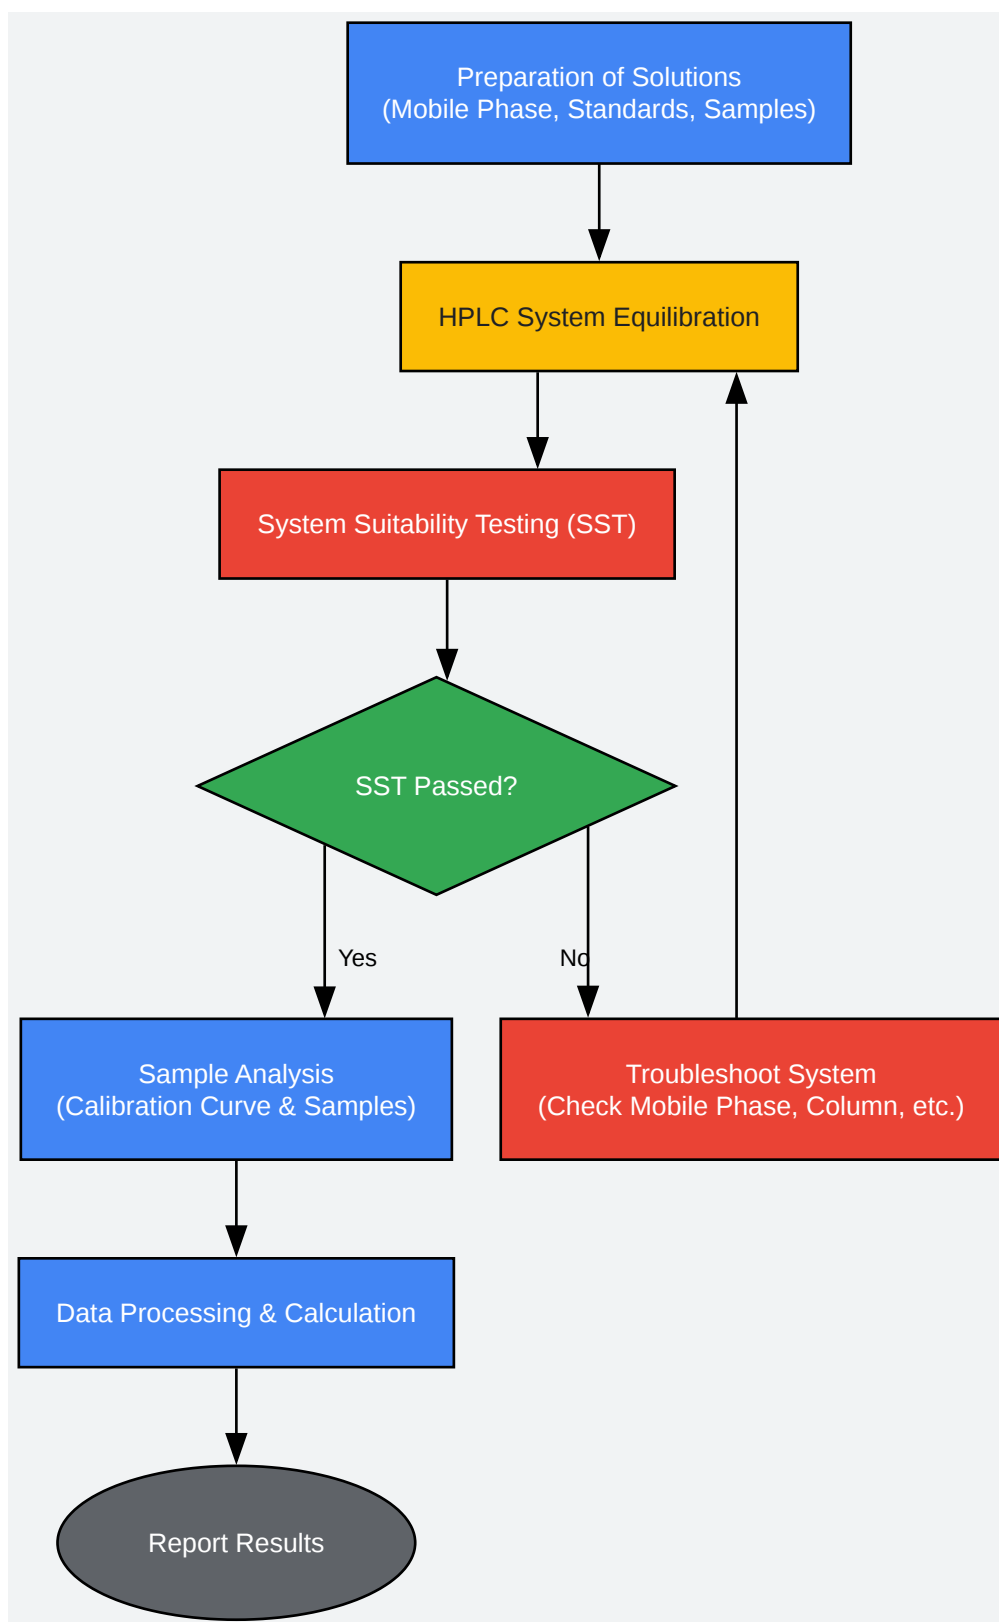 Preparation of Solutions
(Mobile Phase, Standards, Samples)
HPLC System Equilibration
System Suitability Testing (SST)
SST Passed?
Yes
No
Sample Analysis
(Calibration Curve & Samples)
Troubleshoot System
(Check Mobile Phase, Column, etc.)
Data Processing & Calculation
Report Results